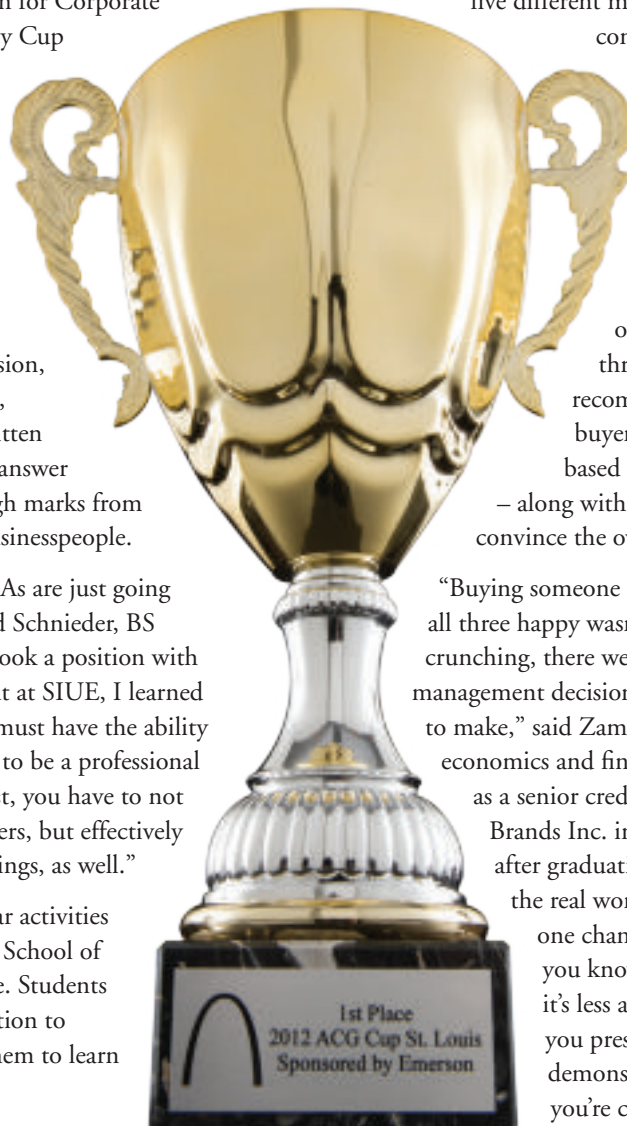 n for Corporate
y Cup
sion,
,
tten
answer
gh marks from
sinesspeople.
As are just going
d Schnieder, BS
ook a position with
t at SIUE, I learned
must have the ability
to be a professional
st, you have to not
ers, but effectively
ings, as well.”
ar activities
School of
e. Students
tion to
hem to learn
five different m
con
o
thr
recom
buyer
based
– along with
convince the ov
“Buying someone
all three happy wasn
crunching, there we
management decision
to make,” said Zam
economics and fin
as a senior cred
Brands Inc. in
after graduati
the real wor
one chan
you know
it’s less a
you pres
demons
you’re c
1st Place
2012 ACG Cup St. Louis
Sponsored by Emerson